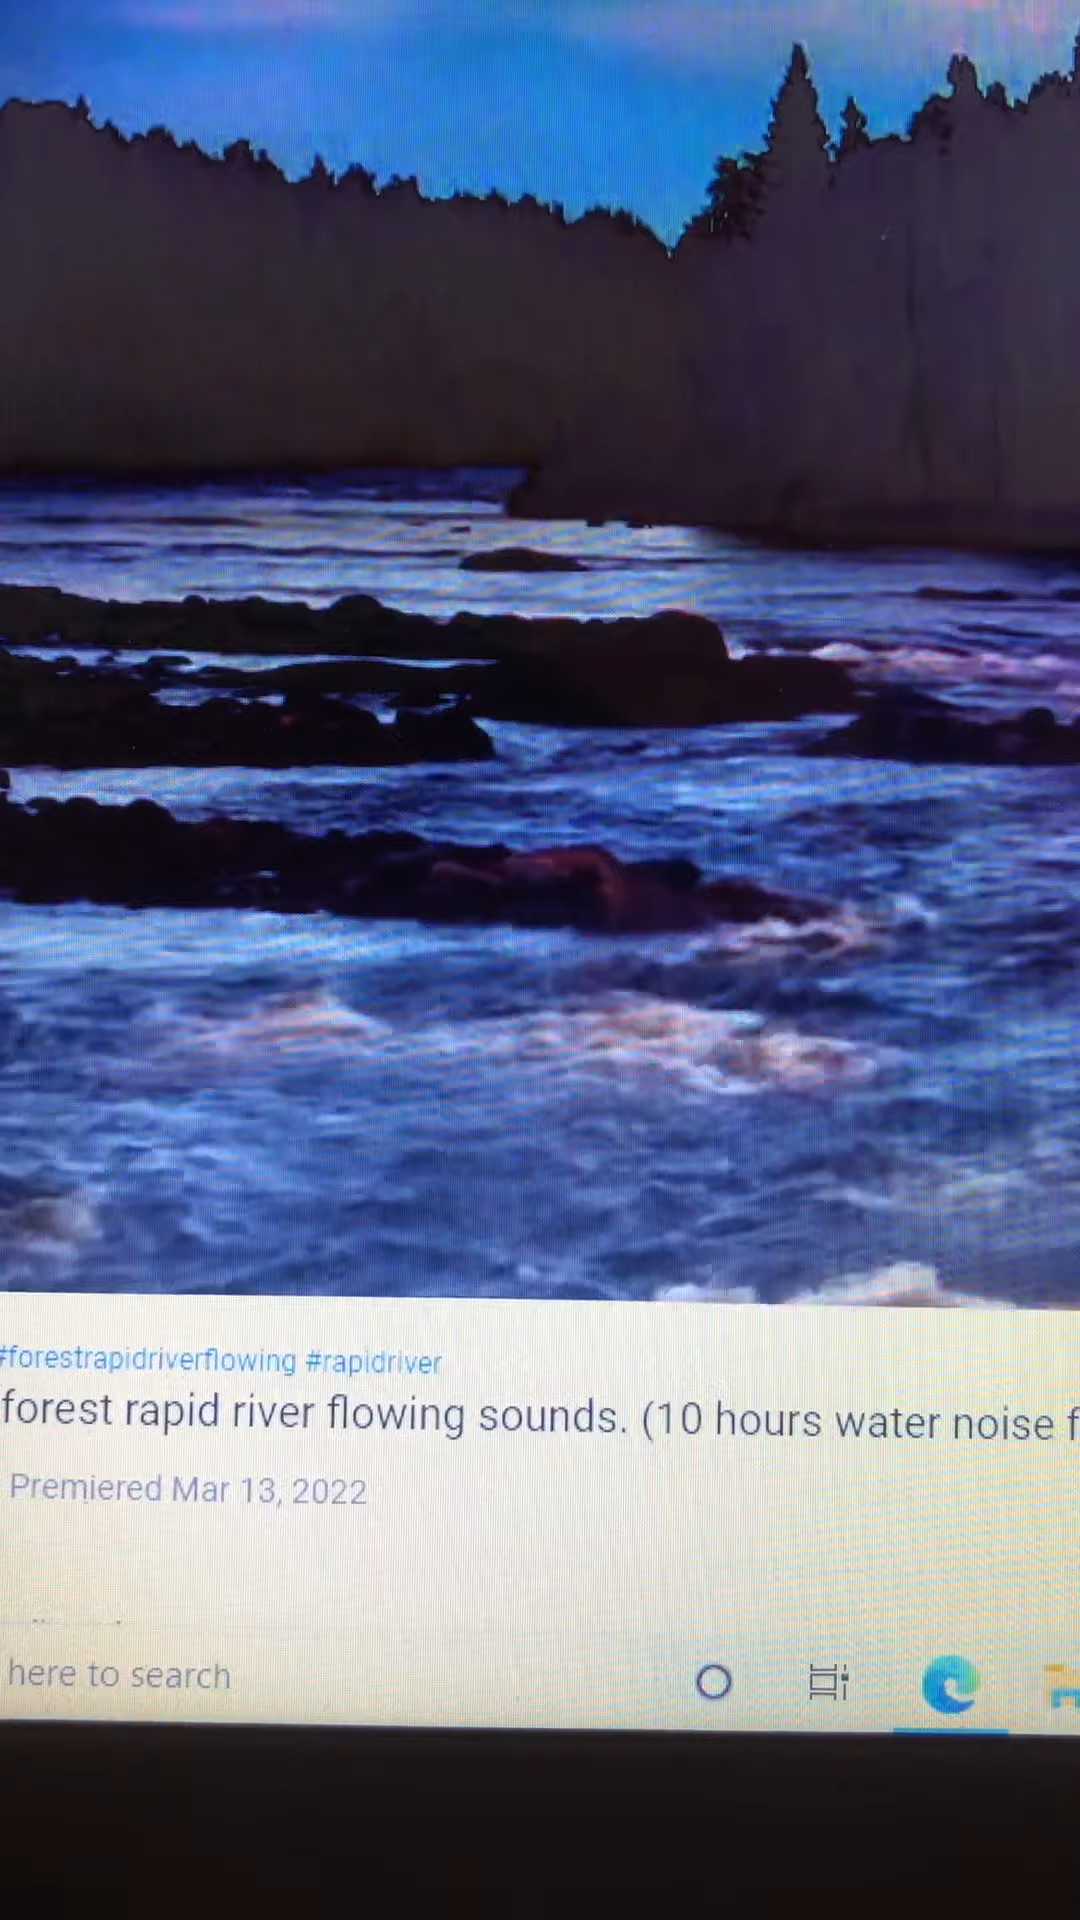 #forestrapidriverflowing #rapidriver
forest rapid river flowing sounds. (10 hours water noise f
Premiered Mar 13, 2022
here to search